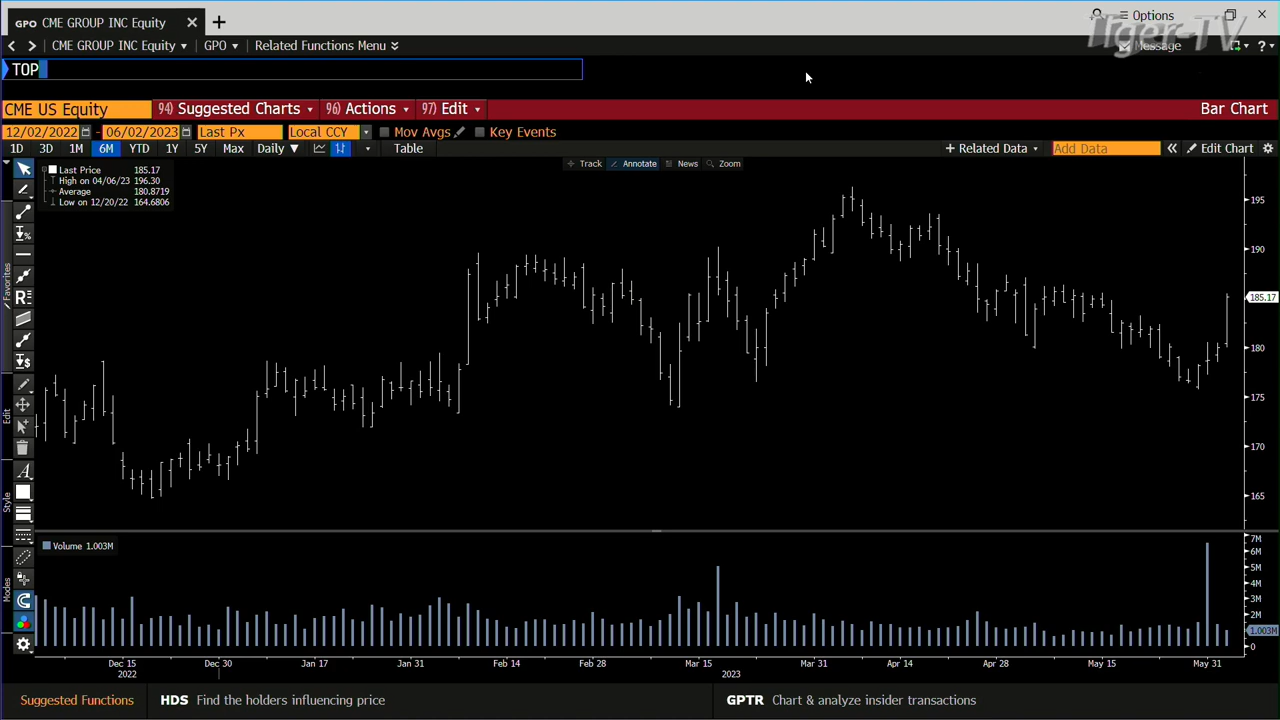 GPO CME GROUP INC Equity
Options
CME GROUP INC Equity GPO Related Functions Menu Message
Tiger-TV
TOP
CME US Equity 94) Suggested Charts 96) Actions 97) Edit Bar Chart
12/02/2022 - 06/02/2023 Last Px Local CCY Mov Avgs Key Events
1D 3D 1M 6M YTD 1Y 5Y Max Daily Table + Related Data Add Data Edit Chart
Track Annotate News Zoom
Last Price 185.17
High on 04/06/23 196.30
Average 180.8719
Low on 12/20/22 164.6806
195
190
185.17
180
175
170
165
Favorites
Edit
Style
Modes
Volume 1.003M
7M
6M
5M
4M
3M
2M
1.003M
0
Dec 15 Dec 30 Jan 17 Jan 31 Feb 14 Feb 28 Mar 15 Mar 31 Apr 14 Apr 28 May 15 May 31
2022 2023
Suggested Functions HDS Find the holders influencing price GPTR Chart & analyze insider transactions